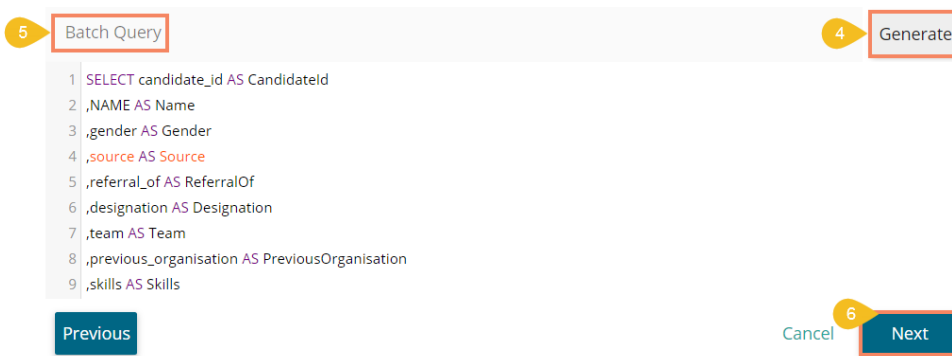 5 Batch Query 4 Generate
1 SELECT candidate_id AS CandidateId
2 ,NAME AS Name
3 ,gender AS Gender
4 ,source AS Source
5 ,referral_of AS ReferralOf
6 ,designation AS Designation
7 ,team AS Team
8 ,previous_organisation AS PreviousOrganisation
9 ,skills AS Skills
6
Previous Cancel Next